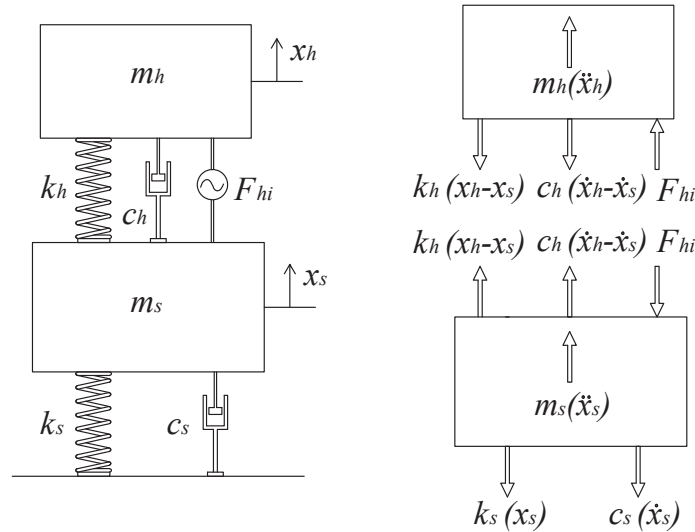 mh
xh
kh
ch
Fhi
ms
xs
ks
cs
mh(ẍh)
kh(xh-xs) ch(ẋh-ẋs) Fhi
kh(xh-xs) ch(ẋh-ẋs) Fhi
ms(ẍs)
ks(xs)
cs(ẋs)